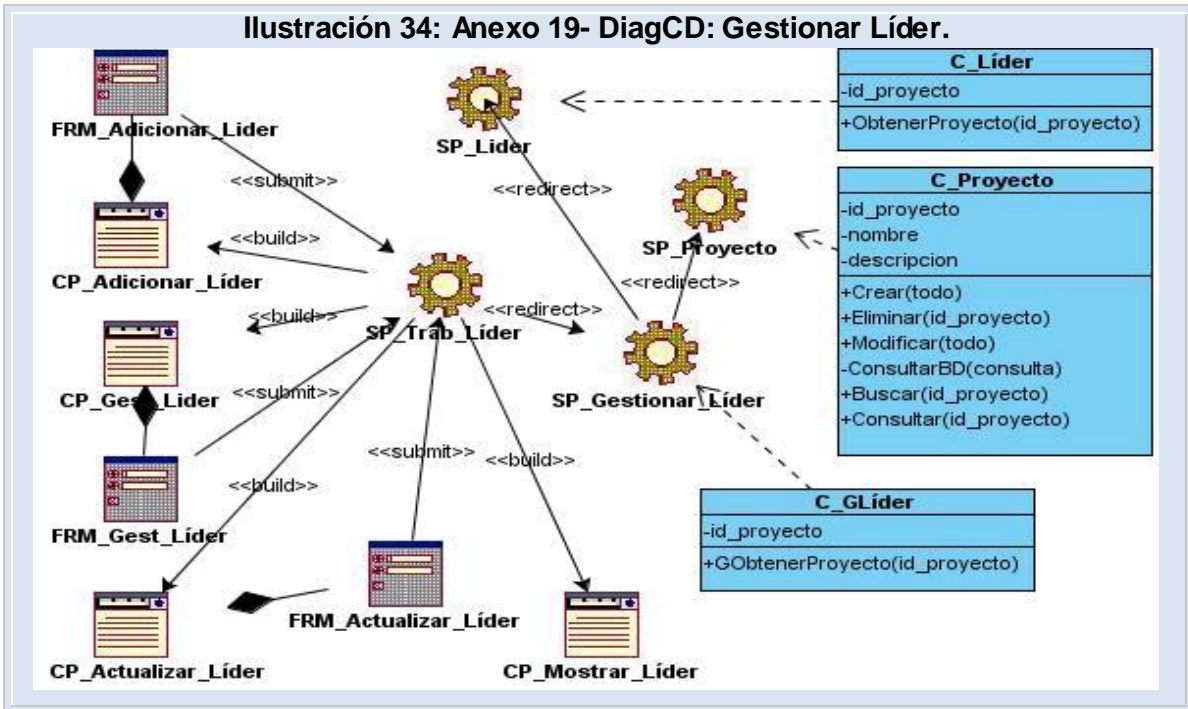 Ilustración 34: Anexo 19- DiagCD: Gestionar Líder.
FRM_Adicionar_Lider
SP_Lider
C_Líder
-id_proyecto
+ObtenerProyecto(id_proyecto)
<<submit>>
<<redirect>>
CP_Adicionar_Líder
<<build>>
SP_Proyecto
C_Proyecto
-id_proyecto
-nombre
-descripcion
+Crear(todo)
+Eliminar(id_proyecto)
+Modificar(todo)
-ConsultarBD(consulta)
+Buscar(id_proyecto)
+Consultar(id_proyecto)
<<redirect>>
<<build>>
SP_Trab_Líder
<<redirect>>
CP_Gest_Lider
<<submit>>
SP_Gestionar_Líder
<<submit>>
<<build>>
<<build>>
FRM_Gest_Líder
C_GLíder
-id_proyecto
+GObtenerProyecto(id_proyecto)
FRM_Actualizar_Líder
CP_Actualizar_Líder
CP_Mostrar_Líder